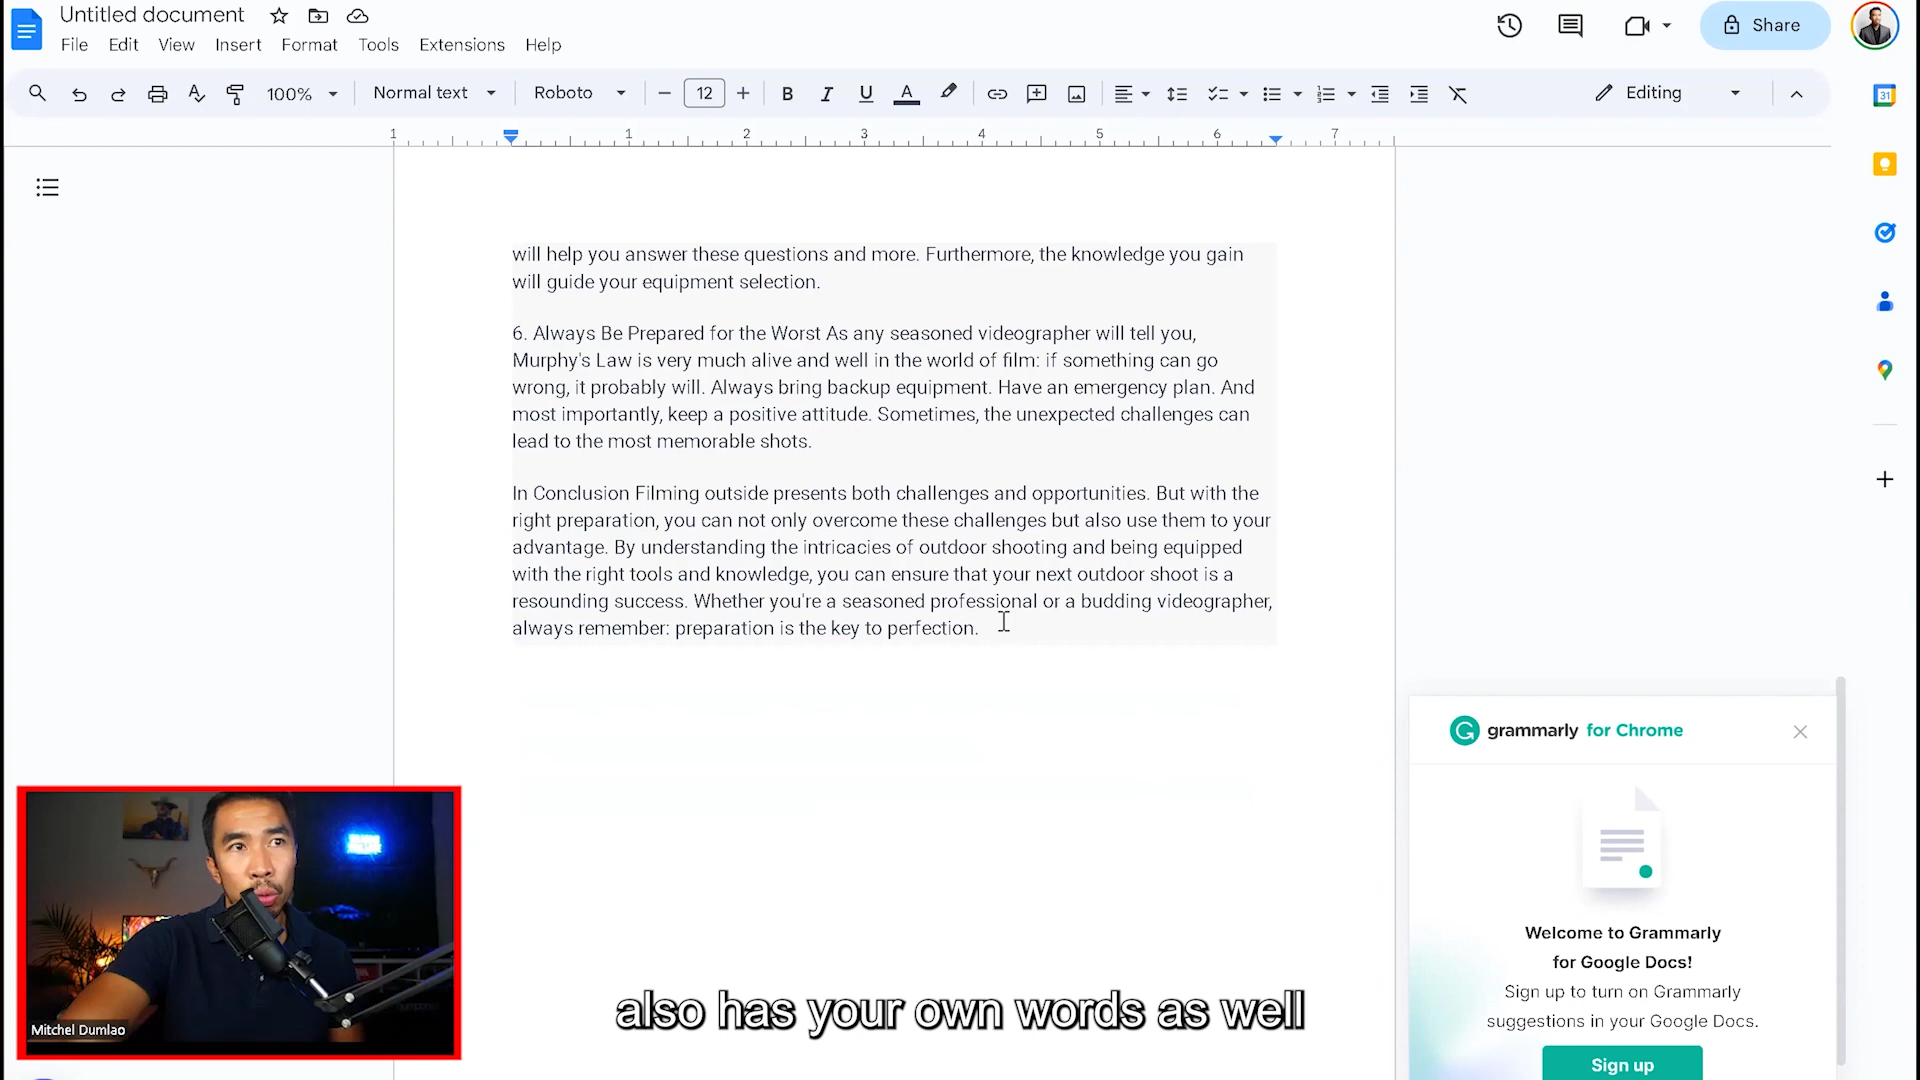 Untitled document
File Edit View Insert Format Tools Extensions Help
Share
100% Normal text Roboto 12 B I U A Editing
1 1 2 3 4 5 6 7
31
will help you answer these questions and more. Furthermore, the knowledge you gain
will guide your equipment selection.
6. Always Be Prepared for the Worst As any seasoned videographer will tell you,
Murphy's Law is very much alive and well in the world of film: if something can go
wrong, it probably will. Always bring backup equipment. Have an emergency plan. And
most importantly, keep a positive attitude. Sometimes, the unexpected challenges can
lead to the most memorable shots.
In Conclusion Filming outside presents both challenges and opportunities. But with the
right preparation, you can not only overcome these challenges but also use them to your
advantage. By understanding the intricacies of outdoor shooting and being equipped
with the right tools and knowledge, you can ensure that your next outdoor shoot is a
resounding success. Whether you're a seasoned professional or a budding videographer,
always remember: preparation is the key to perfection.
grammarly for Chrome
Welcome to Grammarly
for Google Docs!
Sign up to turn on Grammarly
suggestions in your Google Docs.
Sign up
Mitchel Dumlao
also has your own words as well